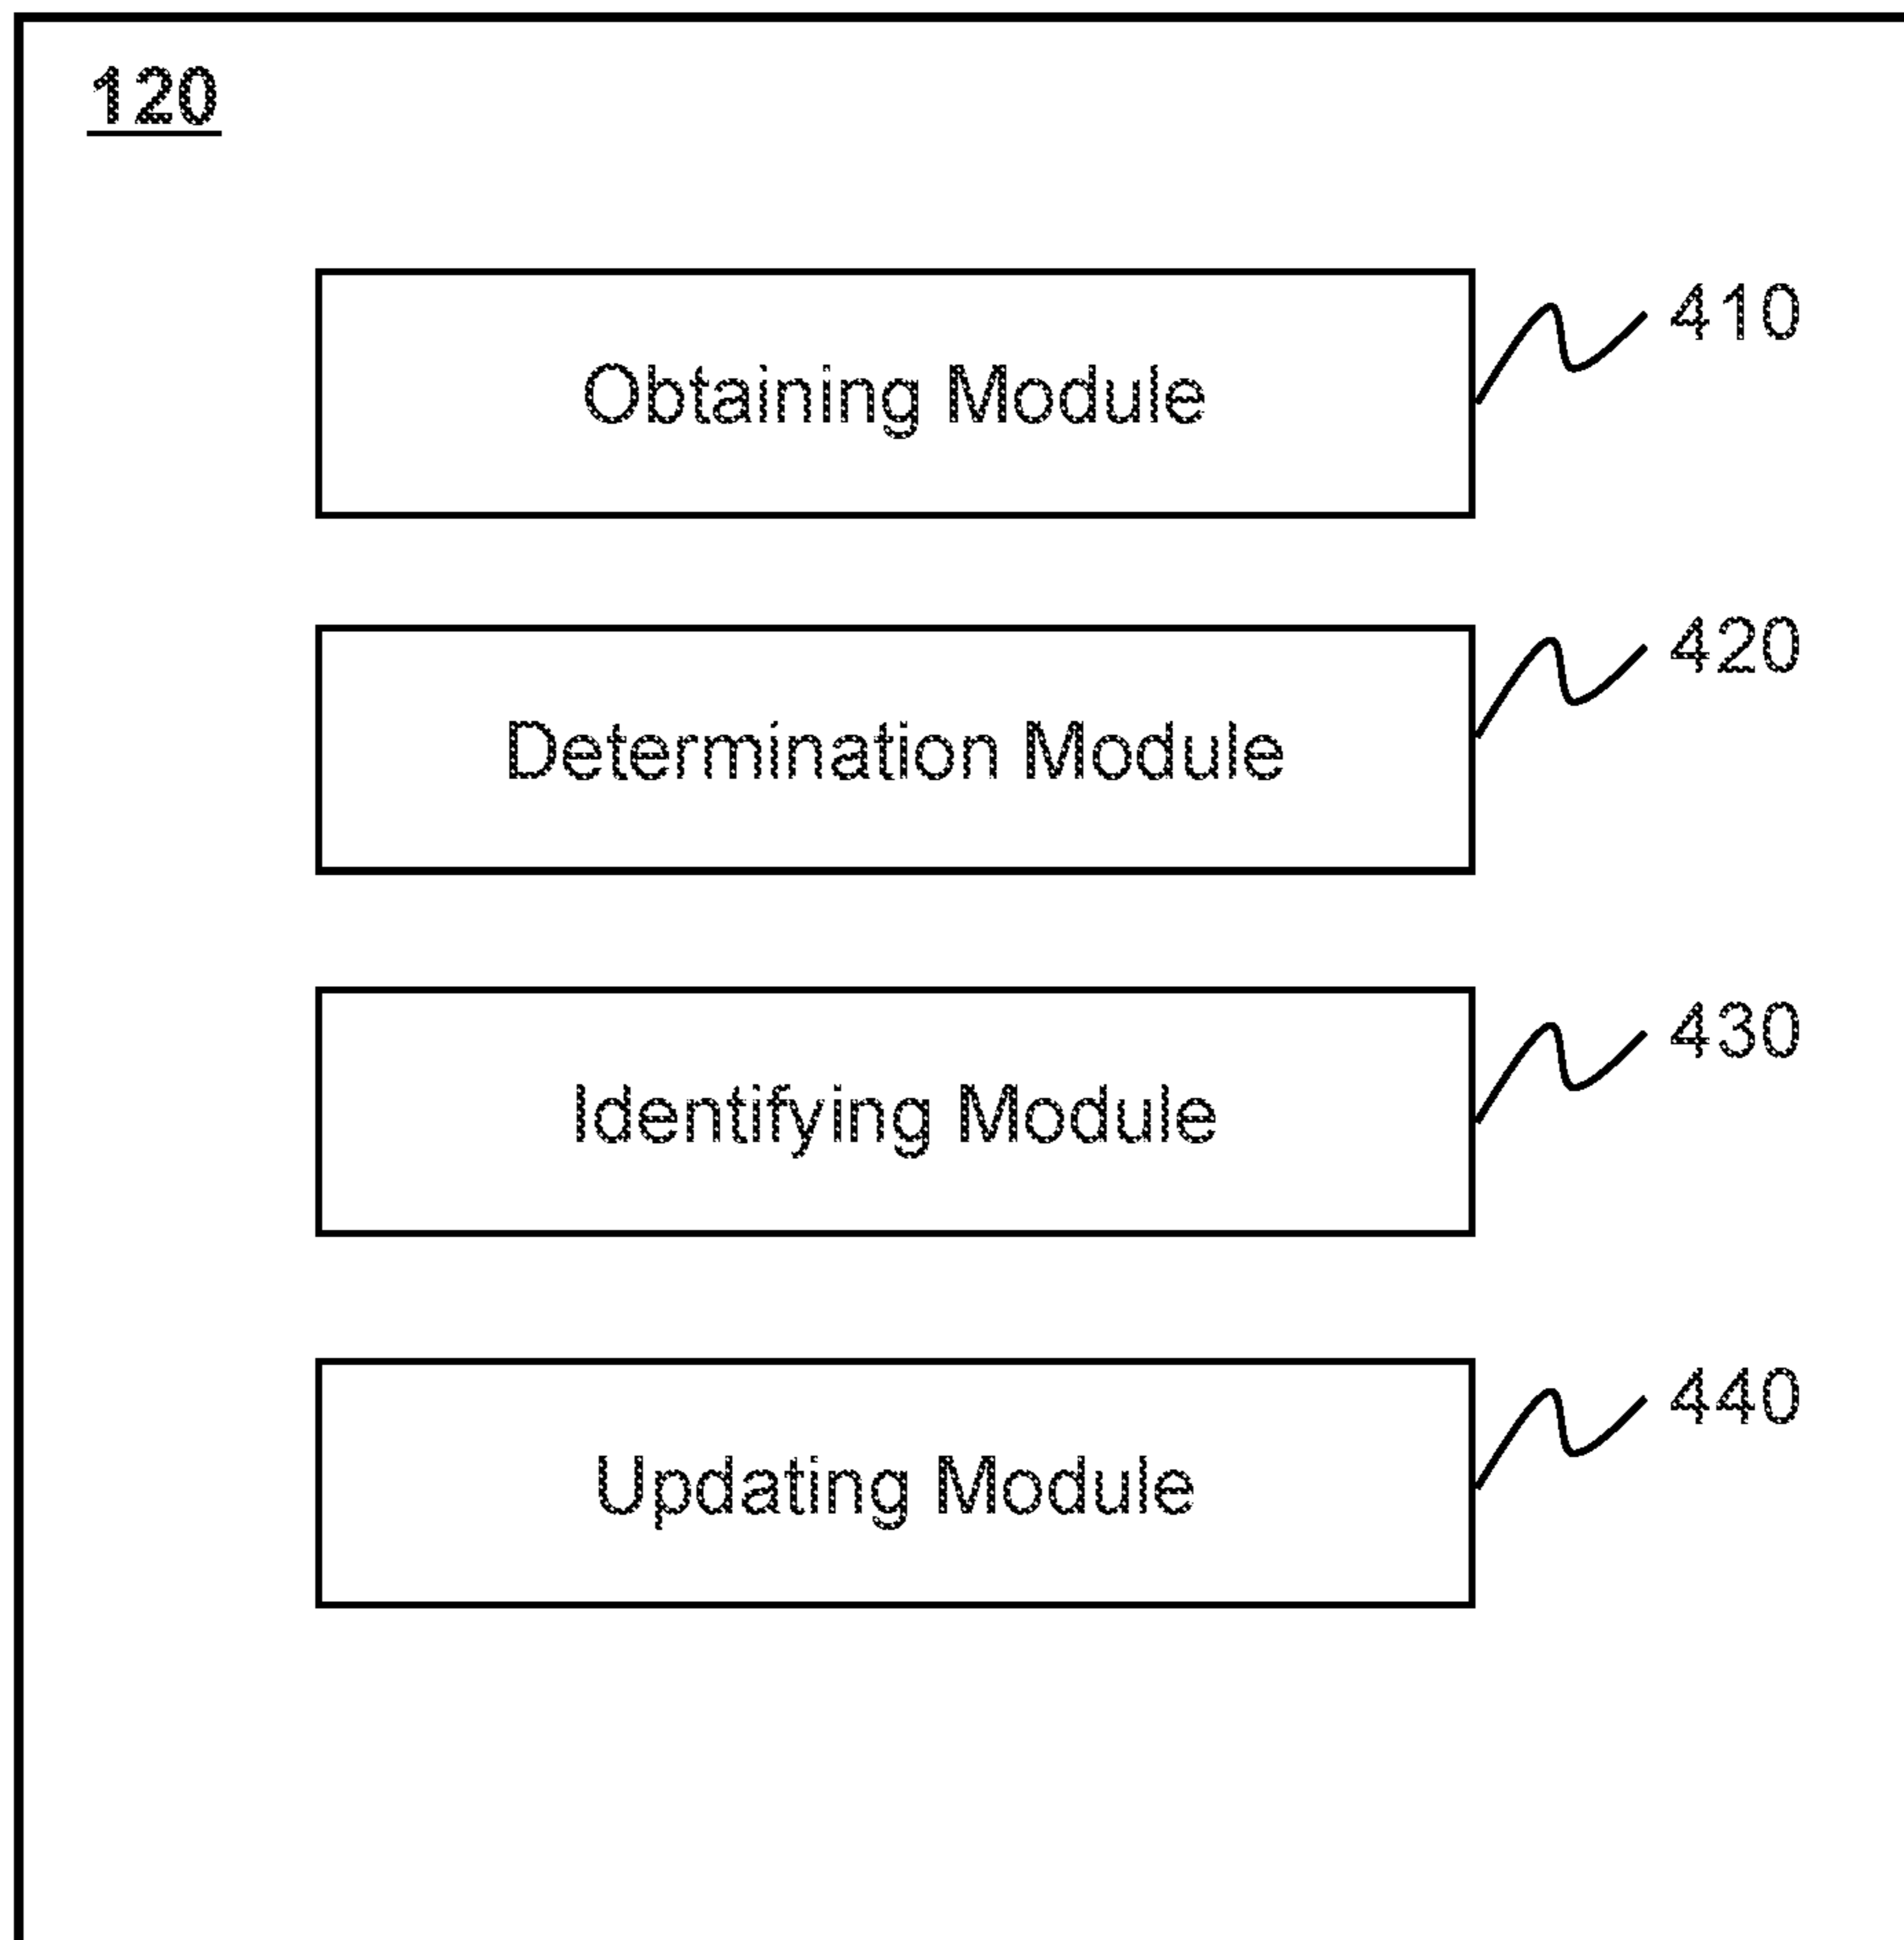 120
Obtaining Module
410
Determination Module
420
Identifying Module
430
Updating Module
440